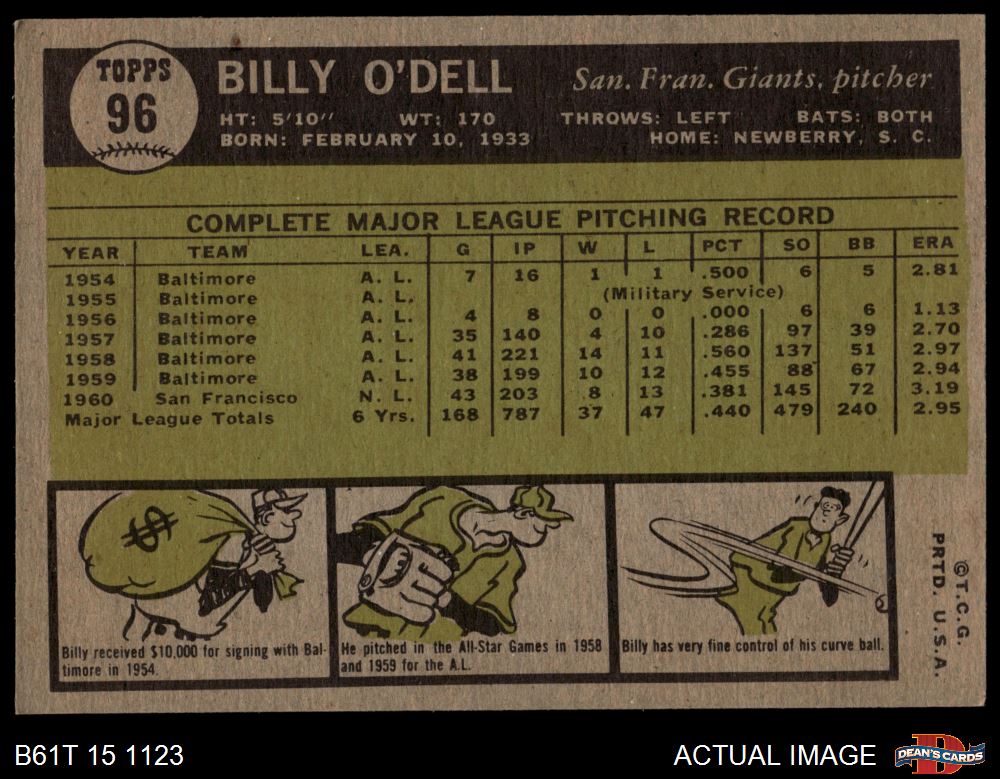 TOPPS
96
BILLY O'DELL
San. Fran. Giants, pitcher
HT: 5'10" WT: 170 THROWS: LEFT BATS: BOTH
BORN: FEBRUARY 10, 1933 HOME: NEWBERRY, S. C.
COMPLETE MAJOR LEAGUE PITCHING RECORD
YEAR TEAM LEA. G IP W L PCT SO BB ERA
1954 Baltimore A. L. 7 16 1 1 .500 6 5 2.81
1955 Baltimore A. L. (Military Service)
1956 Baltimore A. L. 4 8 0 0 .000 6 6 1.13
1957 Baltimore A. L. 35 140 4 10 .286 97 39 2.70
1958 Baltimore A. L. 41 221 14 11 .560 137 51 2.97
1959 Baltimore A. L. 38 199 10 12 .455 88 67 2.94
1960 San Francisco N. L. 43 203 8 13 .381 145 72 3.19
Major League Totals 6 Yrs. 168 787 37 47 .440 479 240 2.95
$
Billy received $10,000 for signing with Bal-
timore in 1954.
He pitched in the All-Star Games in 1958
and 1959 for the A.L.
Billy has very fine control of his curve ball.
©T.C.G.
PRTD. U.S.A.
B61T 15 1123
ACTUAL IMAGE
DEAN'S CARDS